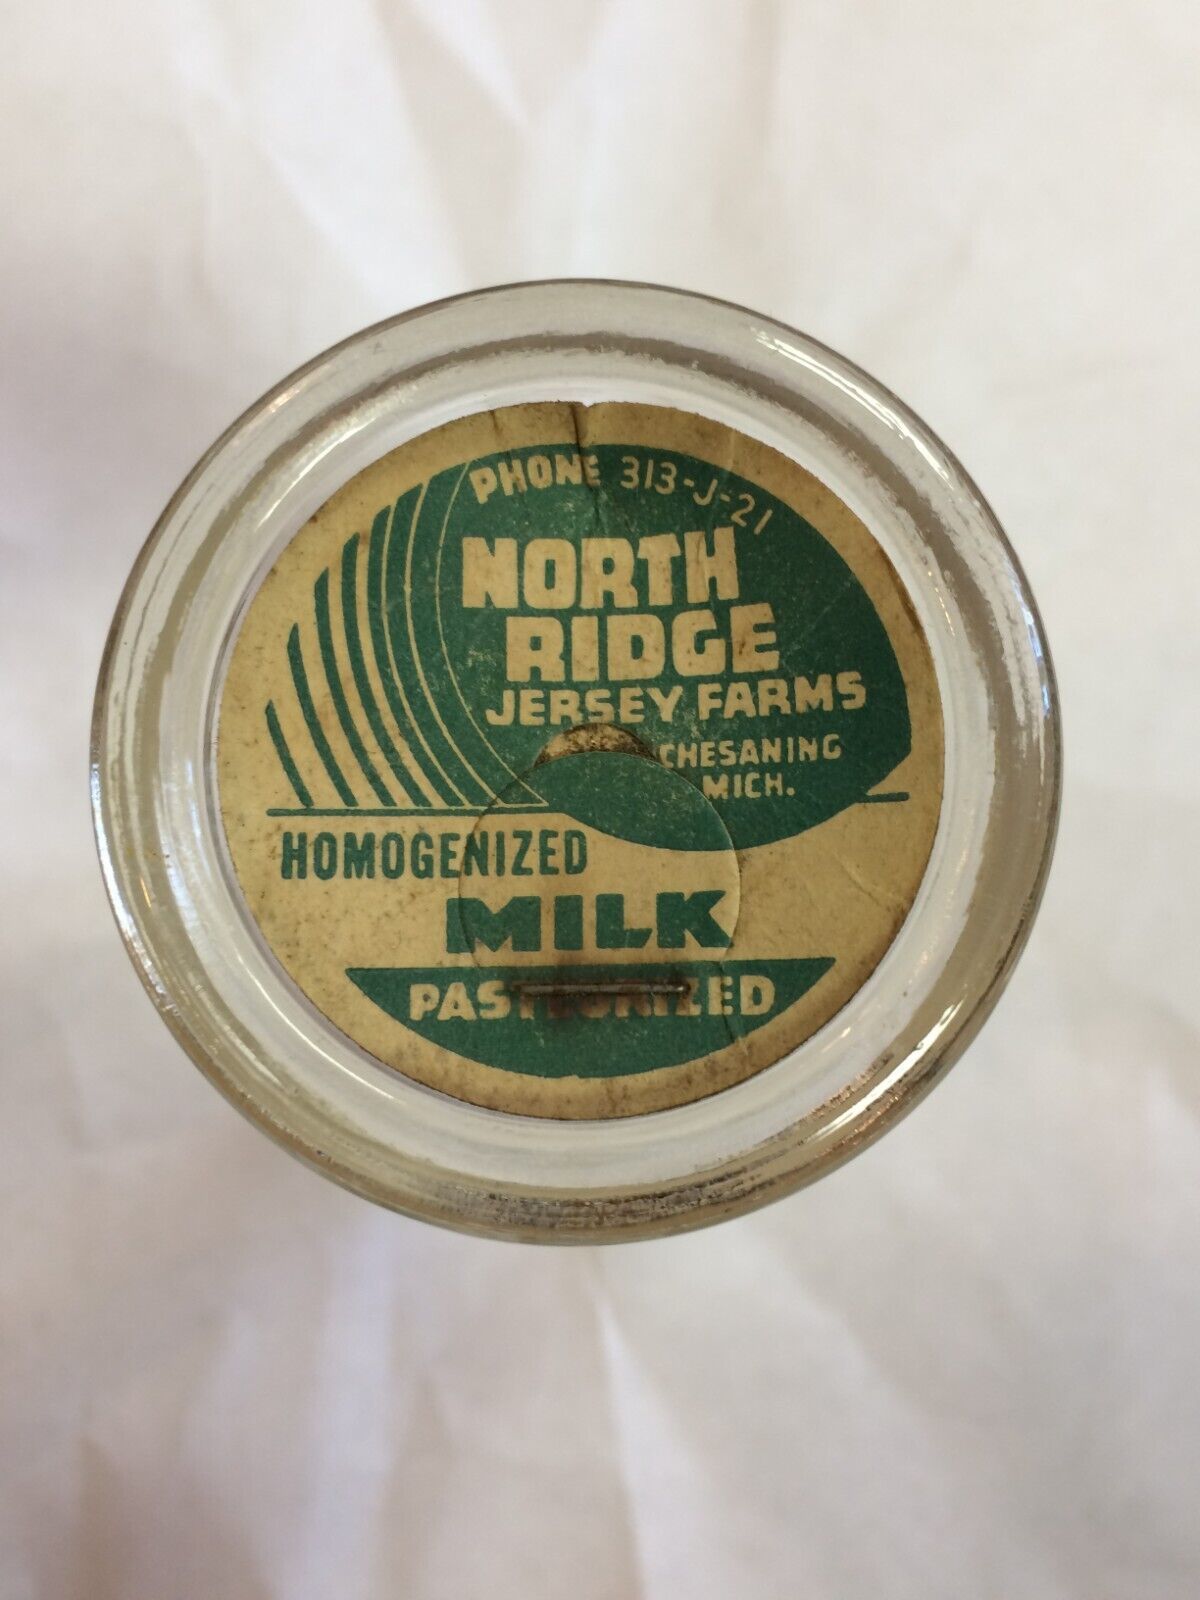 PHONE 313-J-21
NORTH
RIDGE
JERSEY FARMS
CHESANING
MICH.
HOMOGENIZED
MILK
PASTEURIZED